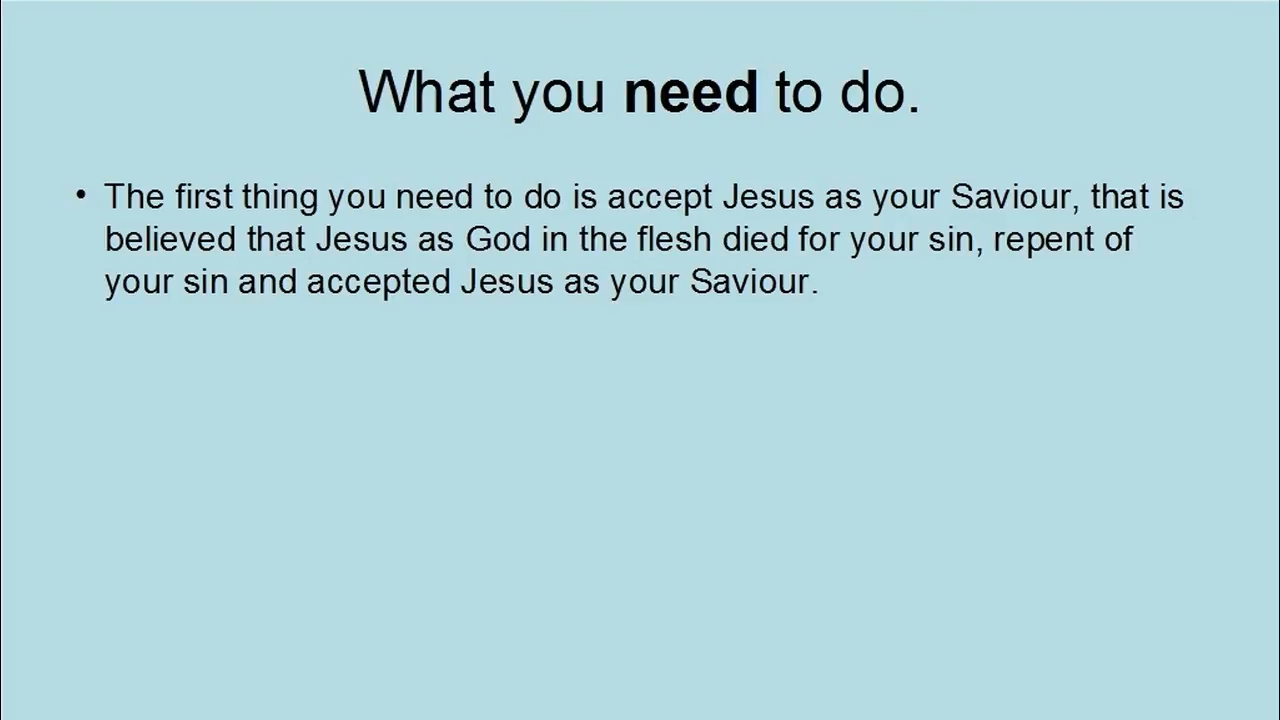 What you need to do.
• The first thing you need to do is accept Jesus as your Saviour, that is
believed that Jesus as God in the flesh died for your sin, repent of
your sin and accepted Jesus as your Saviour.